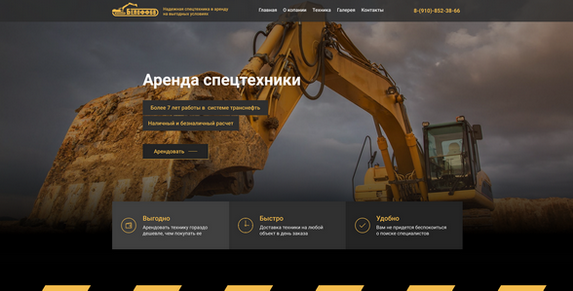 Надежная спецтехника в аренду
на выгодных условиях
Главная О копании Техника Галерея Контакты
8-(910)-852-38-66
Аренда спецтехники
Более 7 лет работы в системе транснефть
Наличный и безналичный расчет
Арендовать
Выгодно
Арендовать технику гораздо
дешевле, чем покупать ее
Быстро
Доставка техники на любой
объект в день заказа
Удобно
Вам не придется беспокоиться
о поиске специалистов